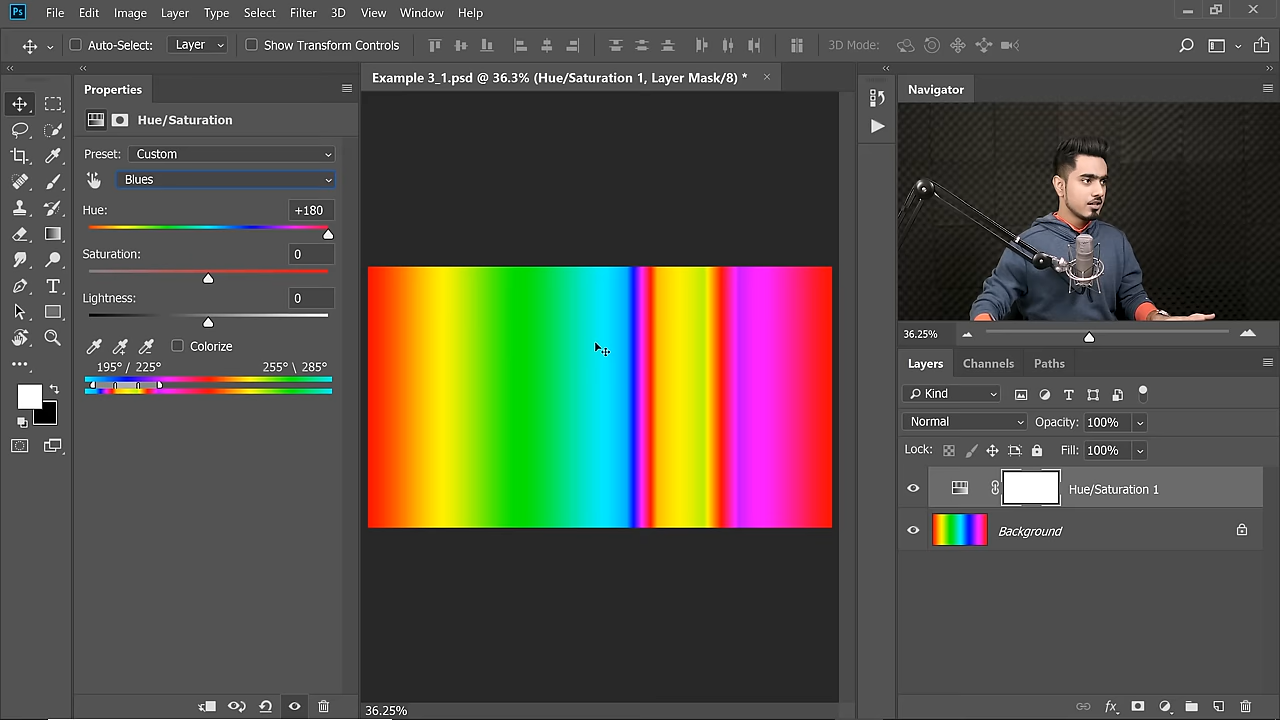 Ps File Edit Image Layer Type Select Filter 3D View Window Help
Auto-Select: Layer Show Transform Controls 3D Mode:
Example 3_1.psd @ 36.3% (Hue/Saturation 1, Layer Mask/8) *
Properties
Hue/Saturation
Preset: Custom
Blues
Hue: +180
Saturation: 0
Lightness: 0
Colorize
195° / 225° 255° \ 285°
36.25%
Navigator
36.25%
Layers Channels Paths
Kind
Normal Opacity: 100%
Lock: Fill: 100%
Hue/Saturation 1
Background
fx